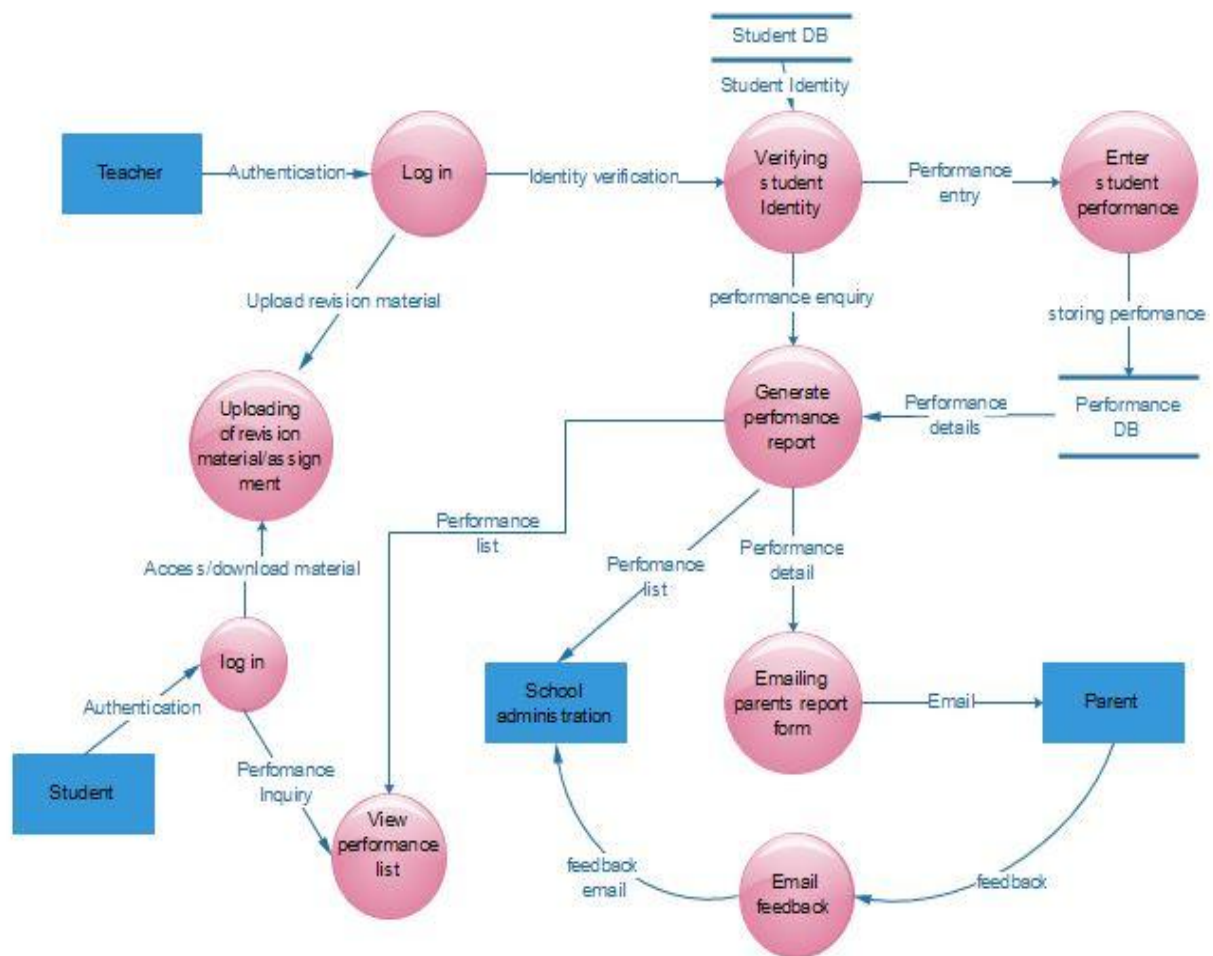 Student DB
Student Identity
Teacher
Authentication
Log in
Identity verification
Verifying
student
Identity
Performance
entry
Enter
student
performance
Upload revision material
performance enquiry
storing perfomance
Uploading
of revision
material/assign
ment
Generate
perfomance
report
Performance
details
Performance
DB
Performance
list
Perfomance
list
Performance
detail
Access/download material
log in
Authentication
Student
Perfomance
Inquiry
View
performance
list
School
administration
Emailing
parents report
form
Email
Parent
feedback
email
Email
feedback
feedback